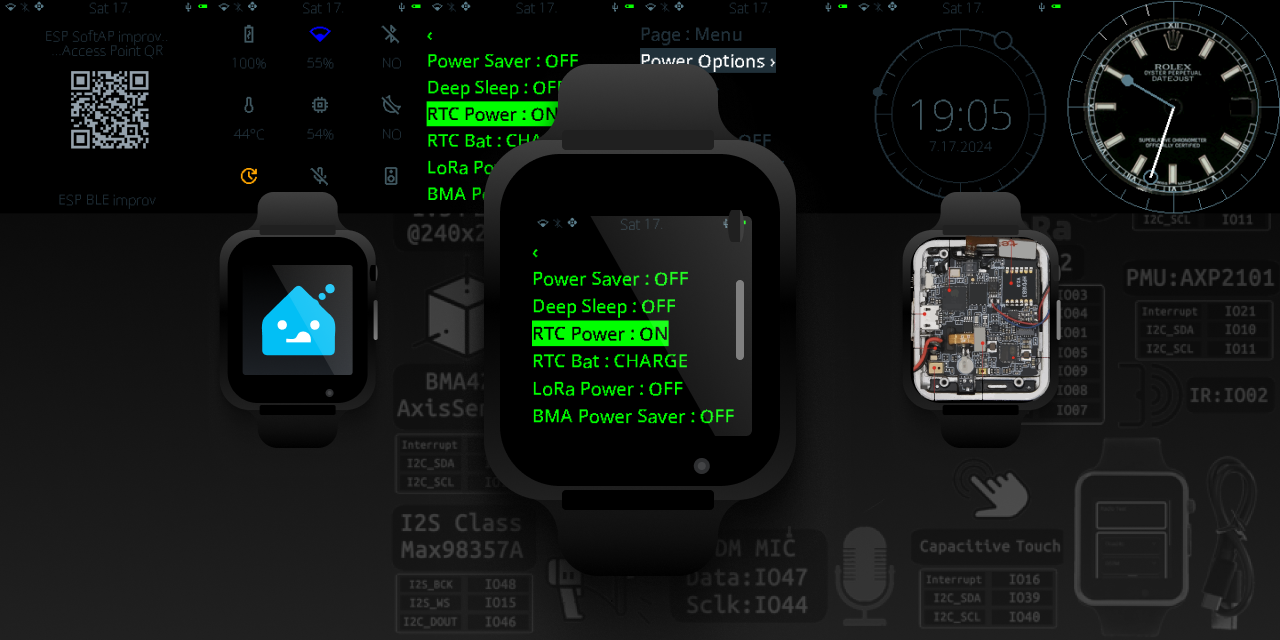 Sat 17.
Sat 17.
Sat 17.
Sat 17.
Sat 17.
ESP SoftAP improv..
...Access Point QR
ESP BLE improv
100%
55%
NO
44°C
54%
NO
‹
Power Saver : OFF
Deep Sleep : OFF
RTC Power : ON
RTC Bat : CHA
LoRa Po
BMA P
Page : Menu
Power Options ›
OFF
19:05
7.17.2024
XII
ROLEX
OYSTER PERPETUAL
DATEJUST
SUPERLATIVE CHRONOMETER
OFFICIALLY CERTIFIED
Sat 17.
‹
Power Saver : OFF
Deep Sleep : OFF
RTC Power : ON
RTC Bat : CHARGE
LoRa Power : OFF
BMA Power Saver : OFF
@240x2
BMA42
AxisSen
Interrupt
I2C_SDA
I2C_SCL
I2S Class
Max98357A
I2S_BCK IO48
I2S_WS IO15
I2C_DOUT IO46
DM MIC
Data:IO47
Sclk:IO44
Ra
2
IO03
IO04
IO01
IO05
IO09
IO08
IO07
I2C_SCL IO11
PMU:AXP2101
Interrupt IO21
I2C_SDA IO10
I2C_SCL IO11
IR:IO02
Capacitive Touch
Interrupt IO16
I2C_SDA IO39
I2C_SCL IO40